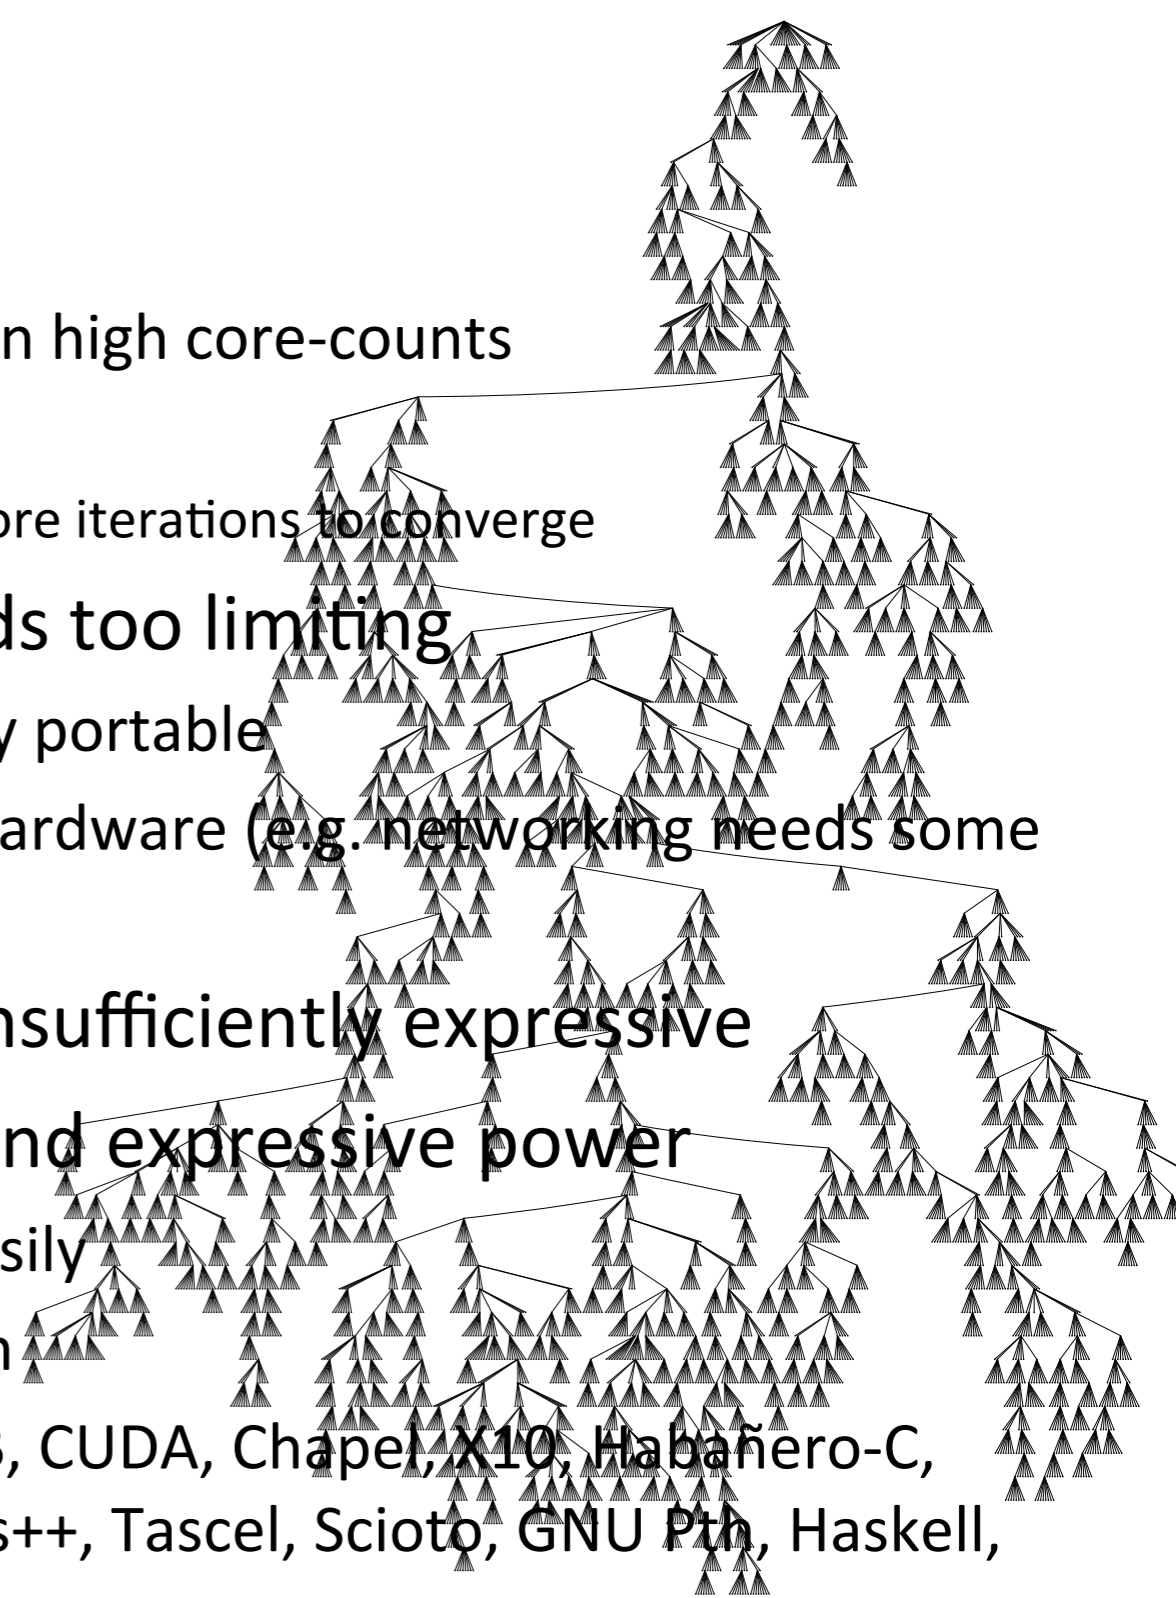 n high core-counts
ore iterations to converge
ds too limiting
y portable
ardware (e.g. networking needs some
nsufficiently expressive
nd expressive power
sily
n
, CUDA, Chapel, X10, Habañero-C,
s++, Tascel, Scioto, GNU Pth, Haskell,